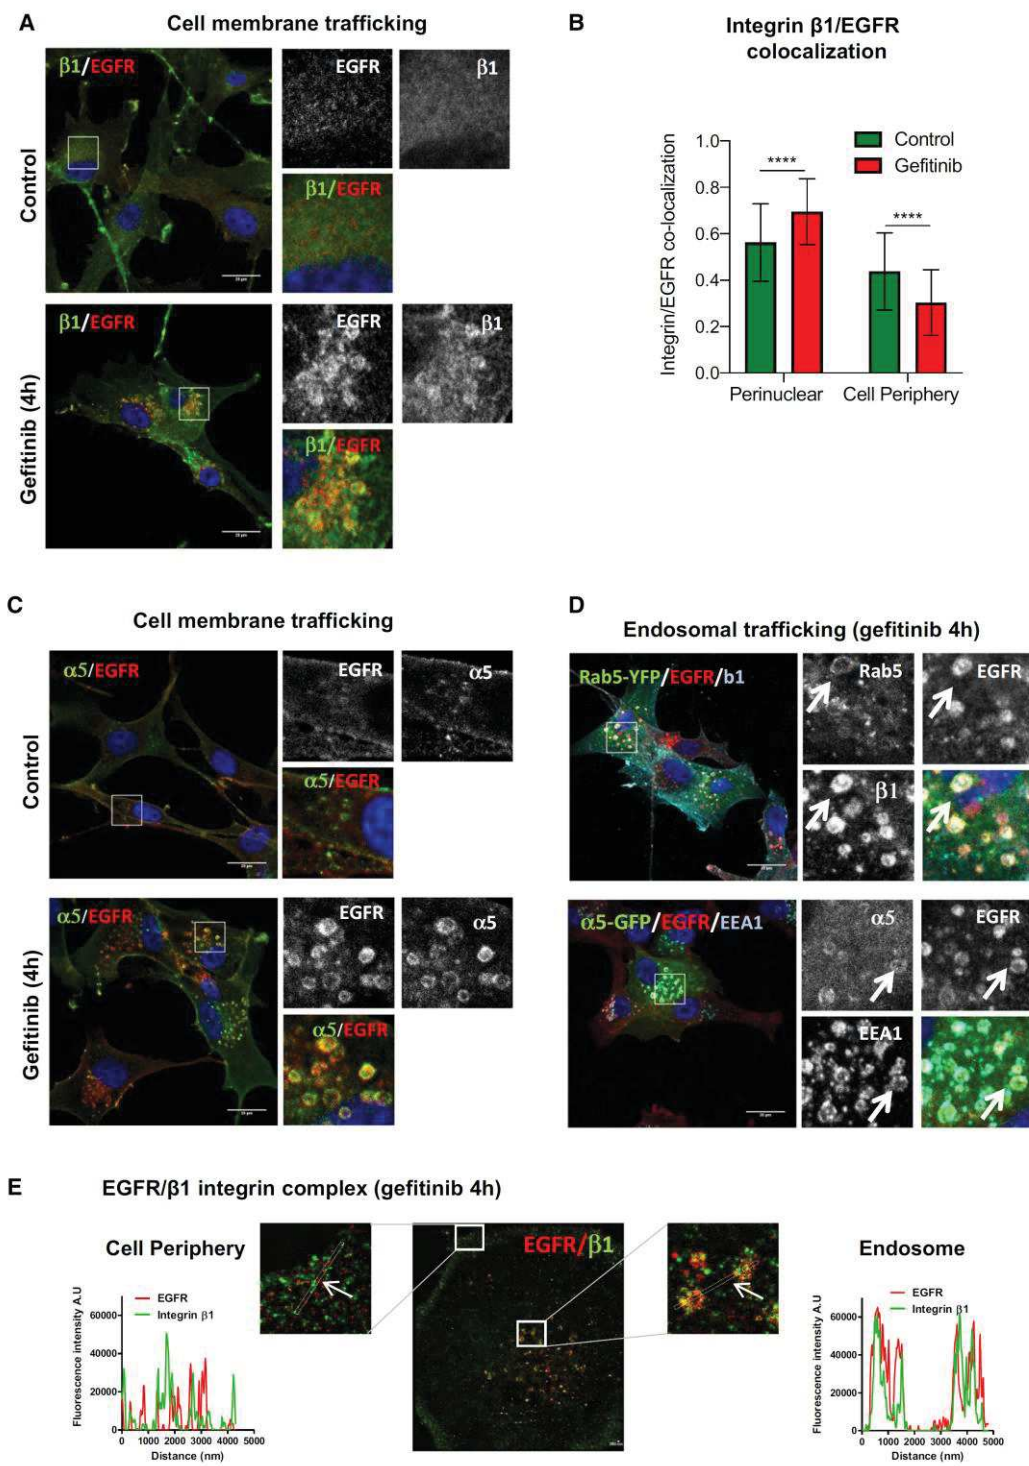 A
Cell membrane trafficking
Control
β1/EGFR
EGFR
β1
β1/EGFR
Gefitinib (4h)
β1/EGFR
EGFR
β1
β1/EGFR
B
Integrin β1/EGFR
colocalization
Integrin/EGFR co-localization
1.0
0.8
0.6
0.4
0.2
0.0
****
****
Control
Gefitinib
Perinuclear
Cell Periphery
C
Cell membrane trafficking
Control
α5/EGFR
EGFR
α5
α5/EGFR
Gefitinib (4h)
α5/EGFR
EGFR
α5
α5/EGFR
D
Endosomal trafficking (gefitinib 4h)
Rab5-YFP/EGFR/b1
Rab5
EGFR
β1
α5-GFP/EGFR/EEA1
α5
EGFR
EEA1
E
EGFR/β1 integrin complex (gefitinib 4h)
Cell Periphery
EGFR/β1
Endosome
Fluorescence intensity A.U
EGFR
Integrin β1
60000
40000
20000
0
0 1000 2000 3000 4000 5000
Distance (nm)
Fluorescence intensity A.U
EGFR
Integrin β1
60000
40000
20000
0
0 1000 2000 3000 4000 5000
Distance (nm)